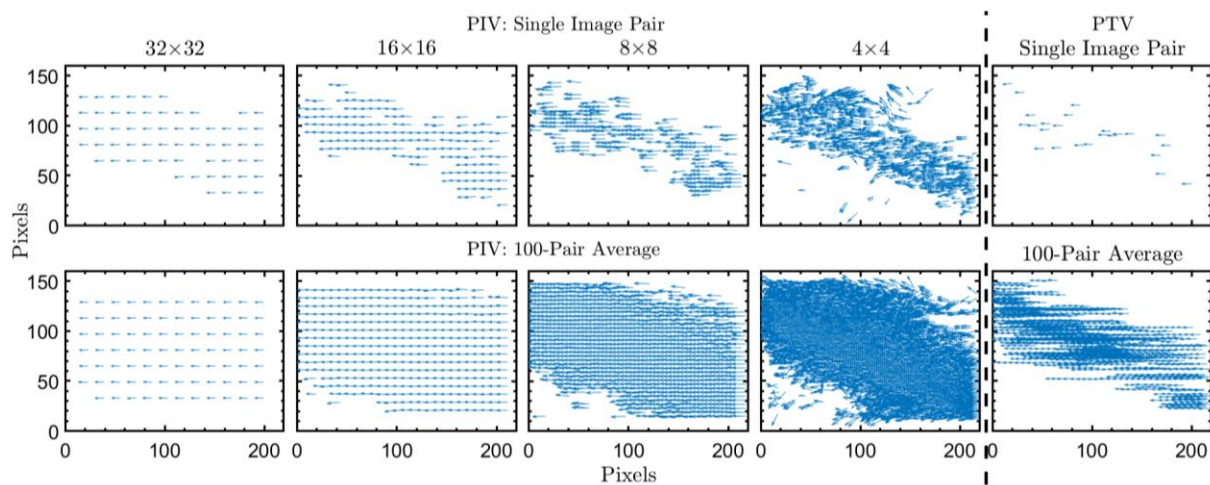 PIV: Single Image Pair
PTV
Single Image Pair
32×32
16×16
8×8
4×4
150
100
50
0
Pixels
PIV: 100-Pair Average
100-Pair Average
150
100
50
0
0 100 200
0 100 200
0 100 200
0 100 200
0 100 200
Pixels